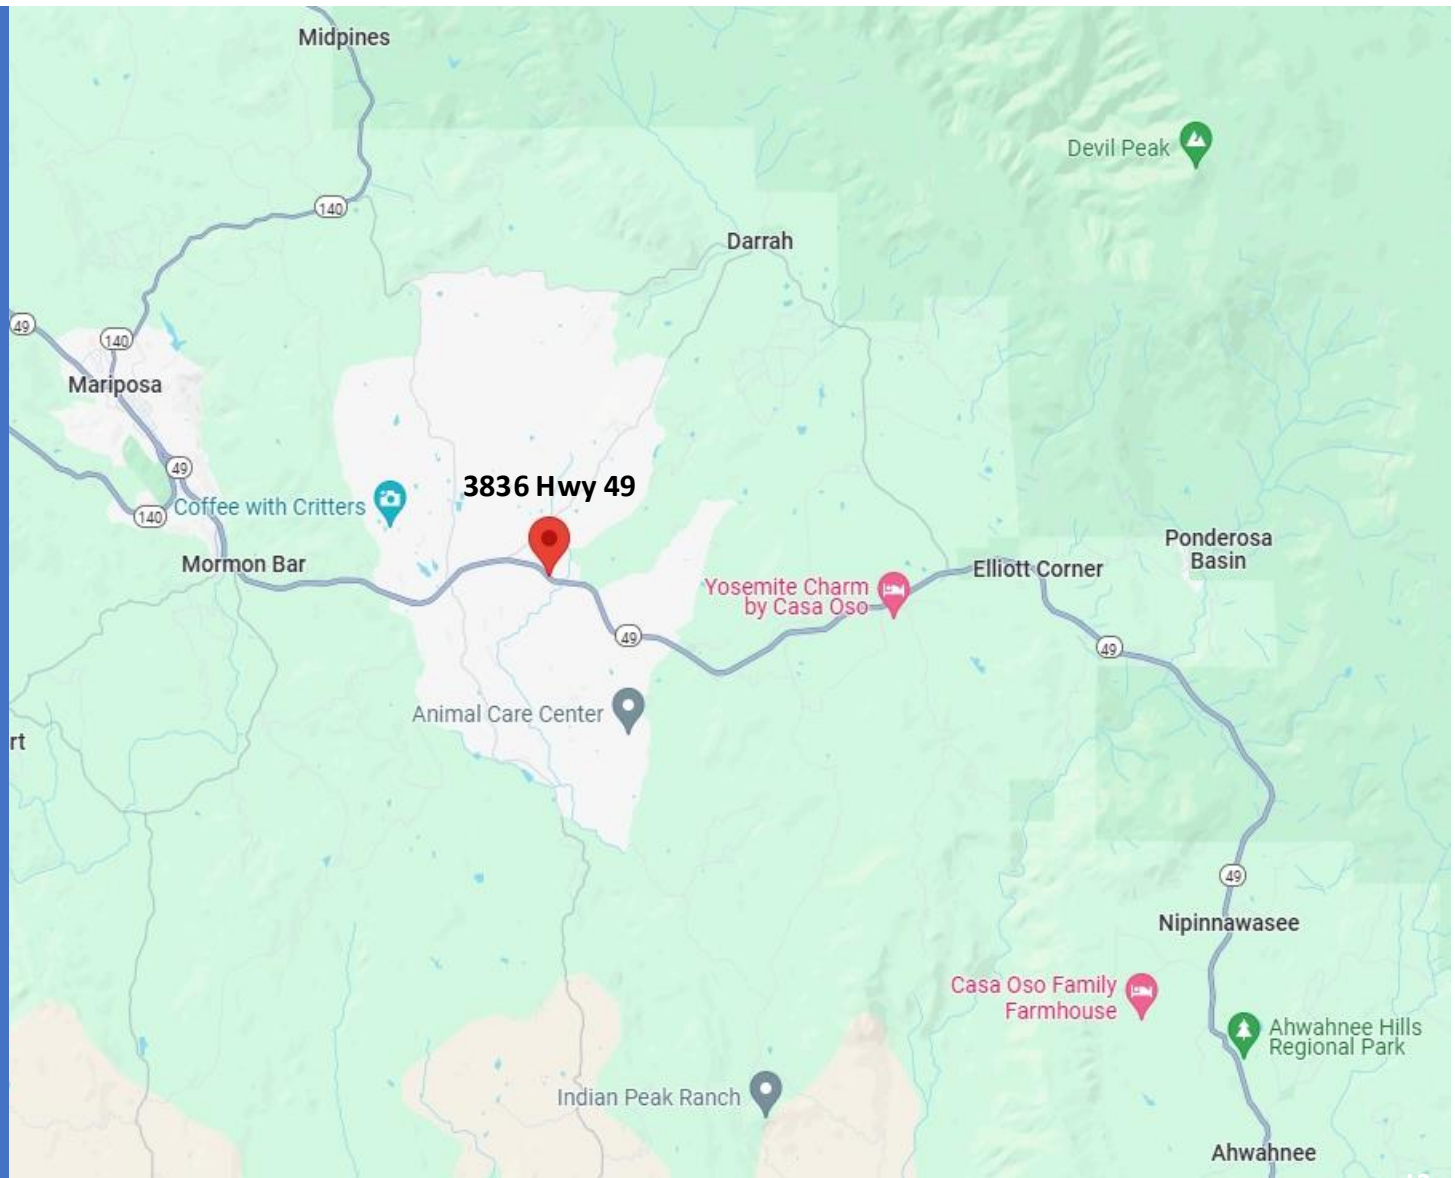 Midpines
Devil Peak
140
Darrah
49
140
Mariposa
49
3836 Hwy 49
Coffee with Critters
140
Mormon Bar
Ponderosa
Basin
Elliott Corner
Yosemite Charm
by Casa Oso
49
49
Animal Care Center
rt
49
Nipinnawasee
Casa Oso Family
Farmhouse
Ahwahnee Hills
Regional Park
Indian Peak Ranch
Ahwahnee